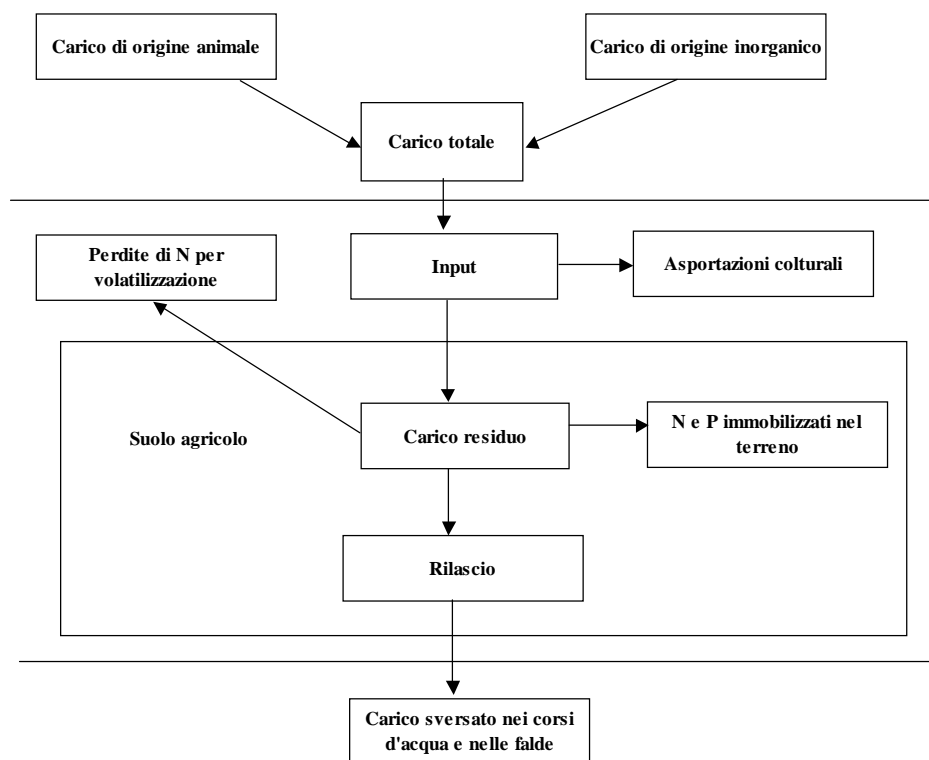 Carico di origine animale
Carico di origine inorganico
Carico totale
Perdite di N per
volatilizzazione
Input
Asportazioni colturali
Suolo agricolo
Carico residuo
N e P immobilizzati nel
terreno
Rilascio
Carico sversato nei corsi
d'acqua e nelle falde